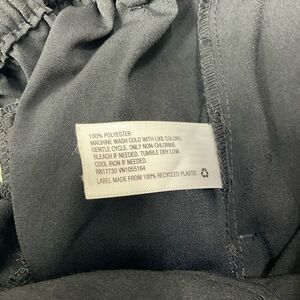 100% POLYESTER
MACHINE WASH COLD WITH LIKE COLORS,
GENTLE CYCLE. ONLY NON-CHLORINE
BLEACH IF NEEDED. TUMBLE DRY LOW.
COOL IRON IF NEEDED.
RN17730 VN1055164
LABEL MADE FROM 100% RECYCLED PLASTIC